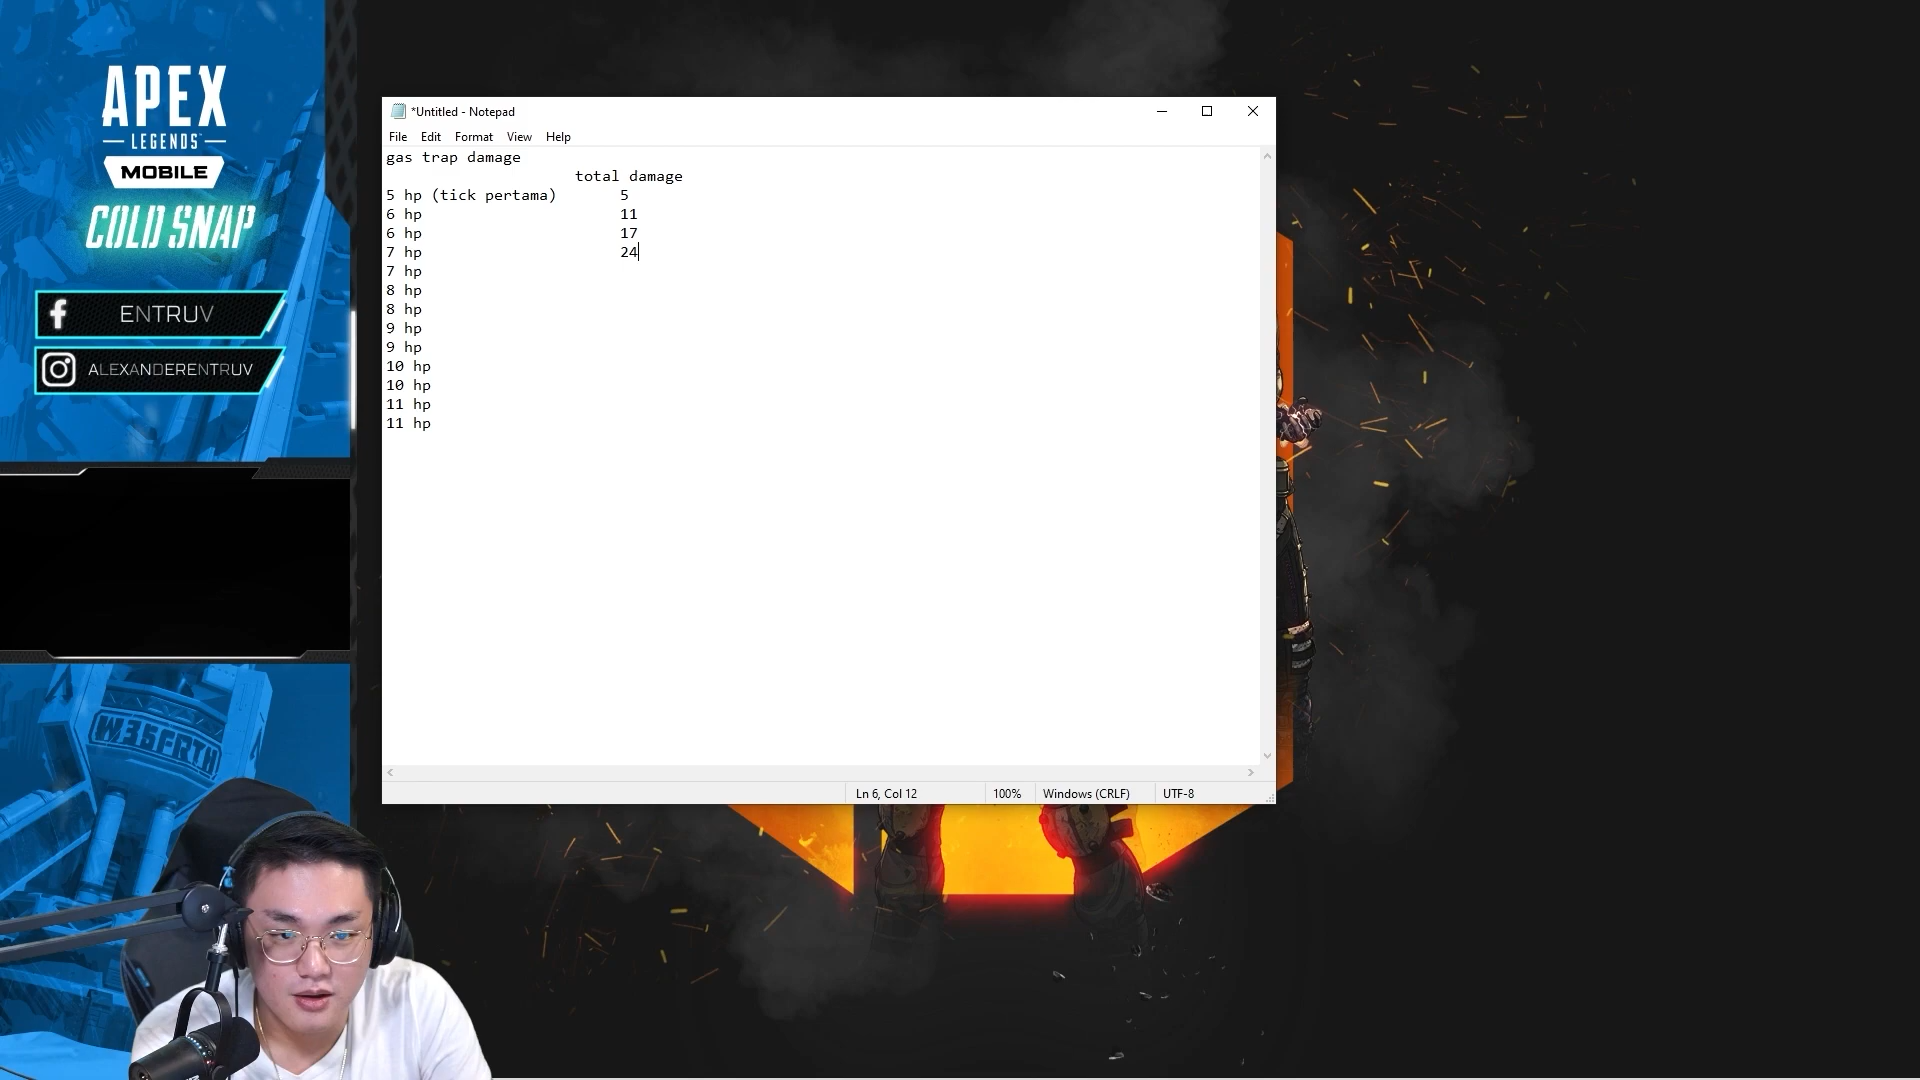 APEX
LEGENDS
MOBILE
COLD SNAP
ENTRUV
ALEXANDERENTRUV
*Untitled - Notepad
File Edit Format View Help
gas trap damage
total damage
5 hp (tick pertama) 5
6 hp 11
6 hp 17
7 hp 24
7 hp
8 hp
8 hp
9 hp
9 hp
10 hp
10 hp
11 hp
11 hp
Ln 6, Col 12 100% Windows (CRLF) UTF-8